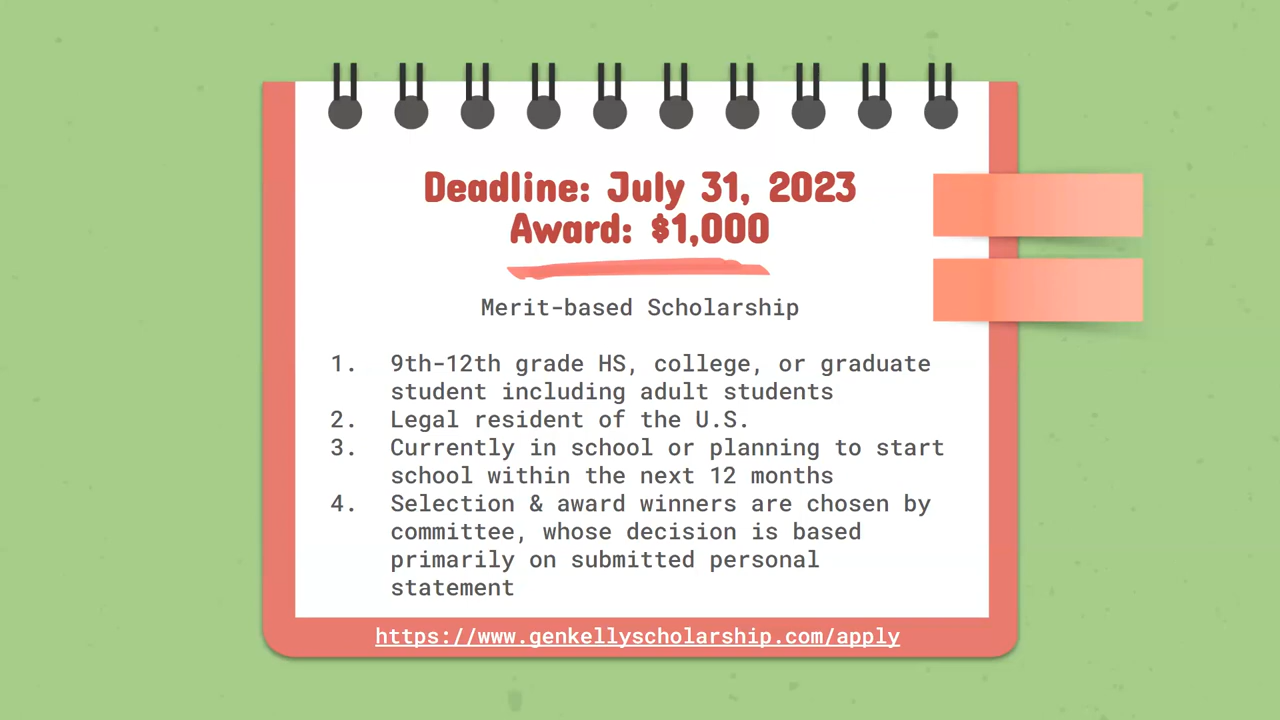 Deadline: July 31, 2023
Award: $1,000
Merit-based Scholarship
1. 9th-12th grade HS, college, or graduate
student including adult students
2. Legal resident of the U.S.
3. Currently in school or planning to start
school within the next 12 months
4. Selection & award winners are chosen by
committee, whose decision is based
primarily on submitted personal
statement
https://www.genkellyscholarship.com/apply